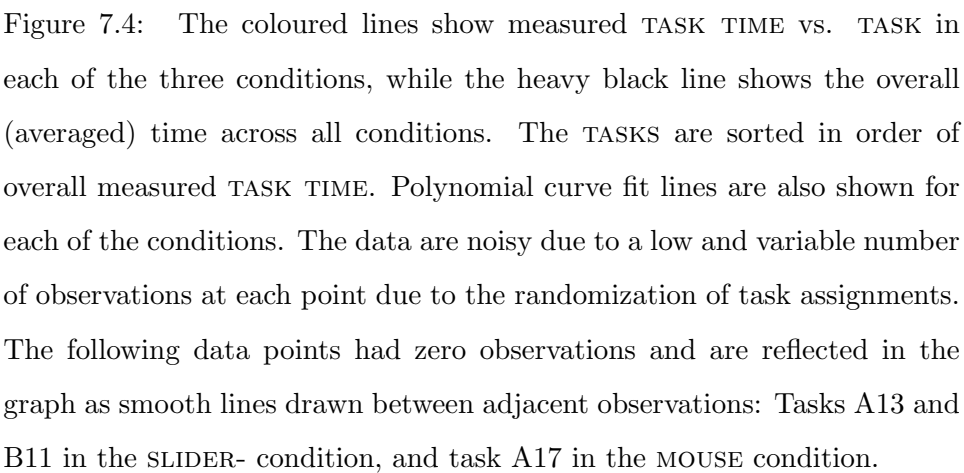 Figure 7.4: The coloured lines show measured TASK TIME vs. TASK in
each of the three conditions, while the heavy black line shows the overall
(averaged) time across all conditions. The TASKS are sorted in order of
overall measured TASK TIME. Polynomial curve fit lines are also shown for
each of the conditions. The data are noisy due to a low and variable number
of observations at each point due to the randomization of task assignments.
The following data points had zero observations and are reflected in the
graph as smooth lines drawn between adjacent observations: Tasks A13 and
B11 in the SLIDER- condition, and task A17 in the MOUSE condition.